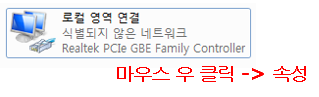 로컬 영역 연결
식별되지 않은 네트워크
Realtek PCIe GBE Family Controller
마우스 우 클릭 -> 속성